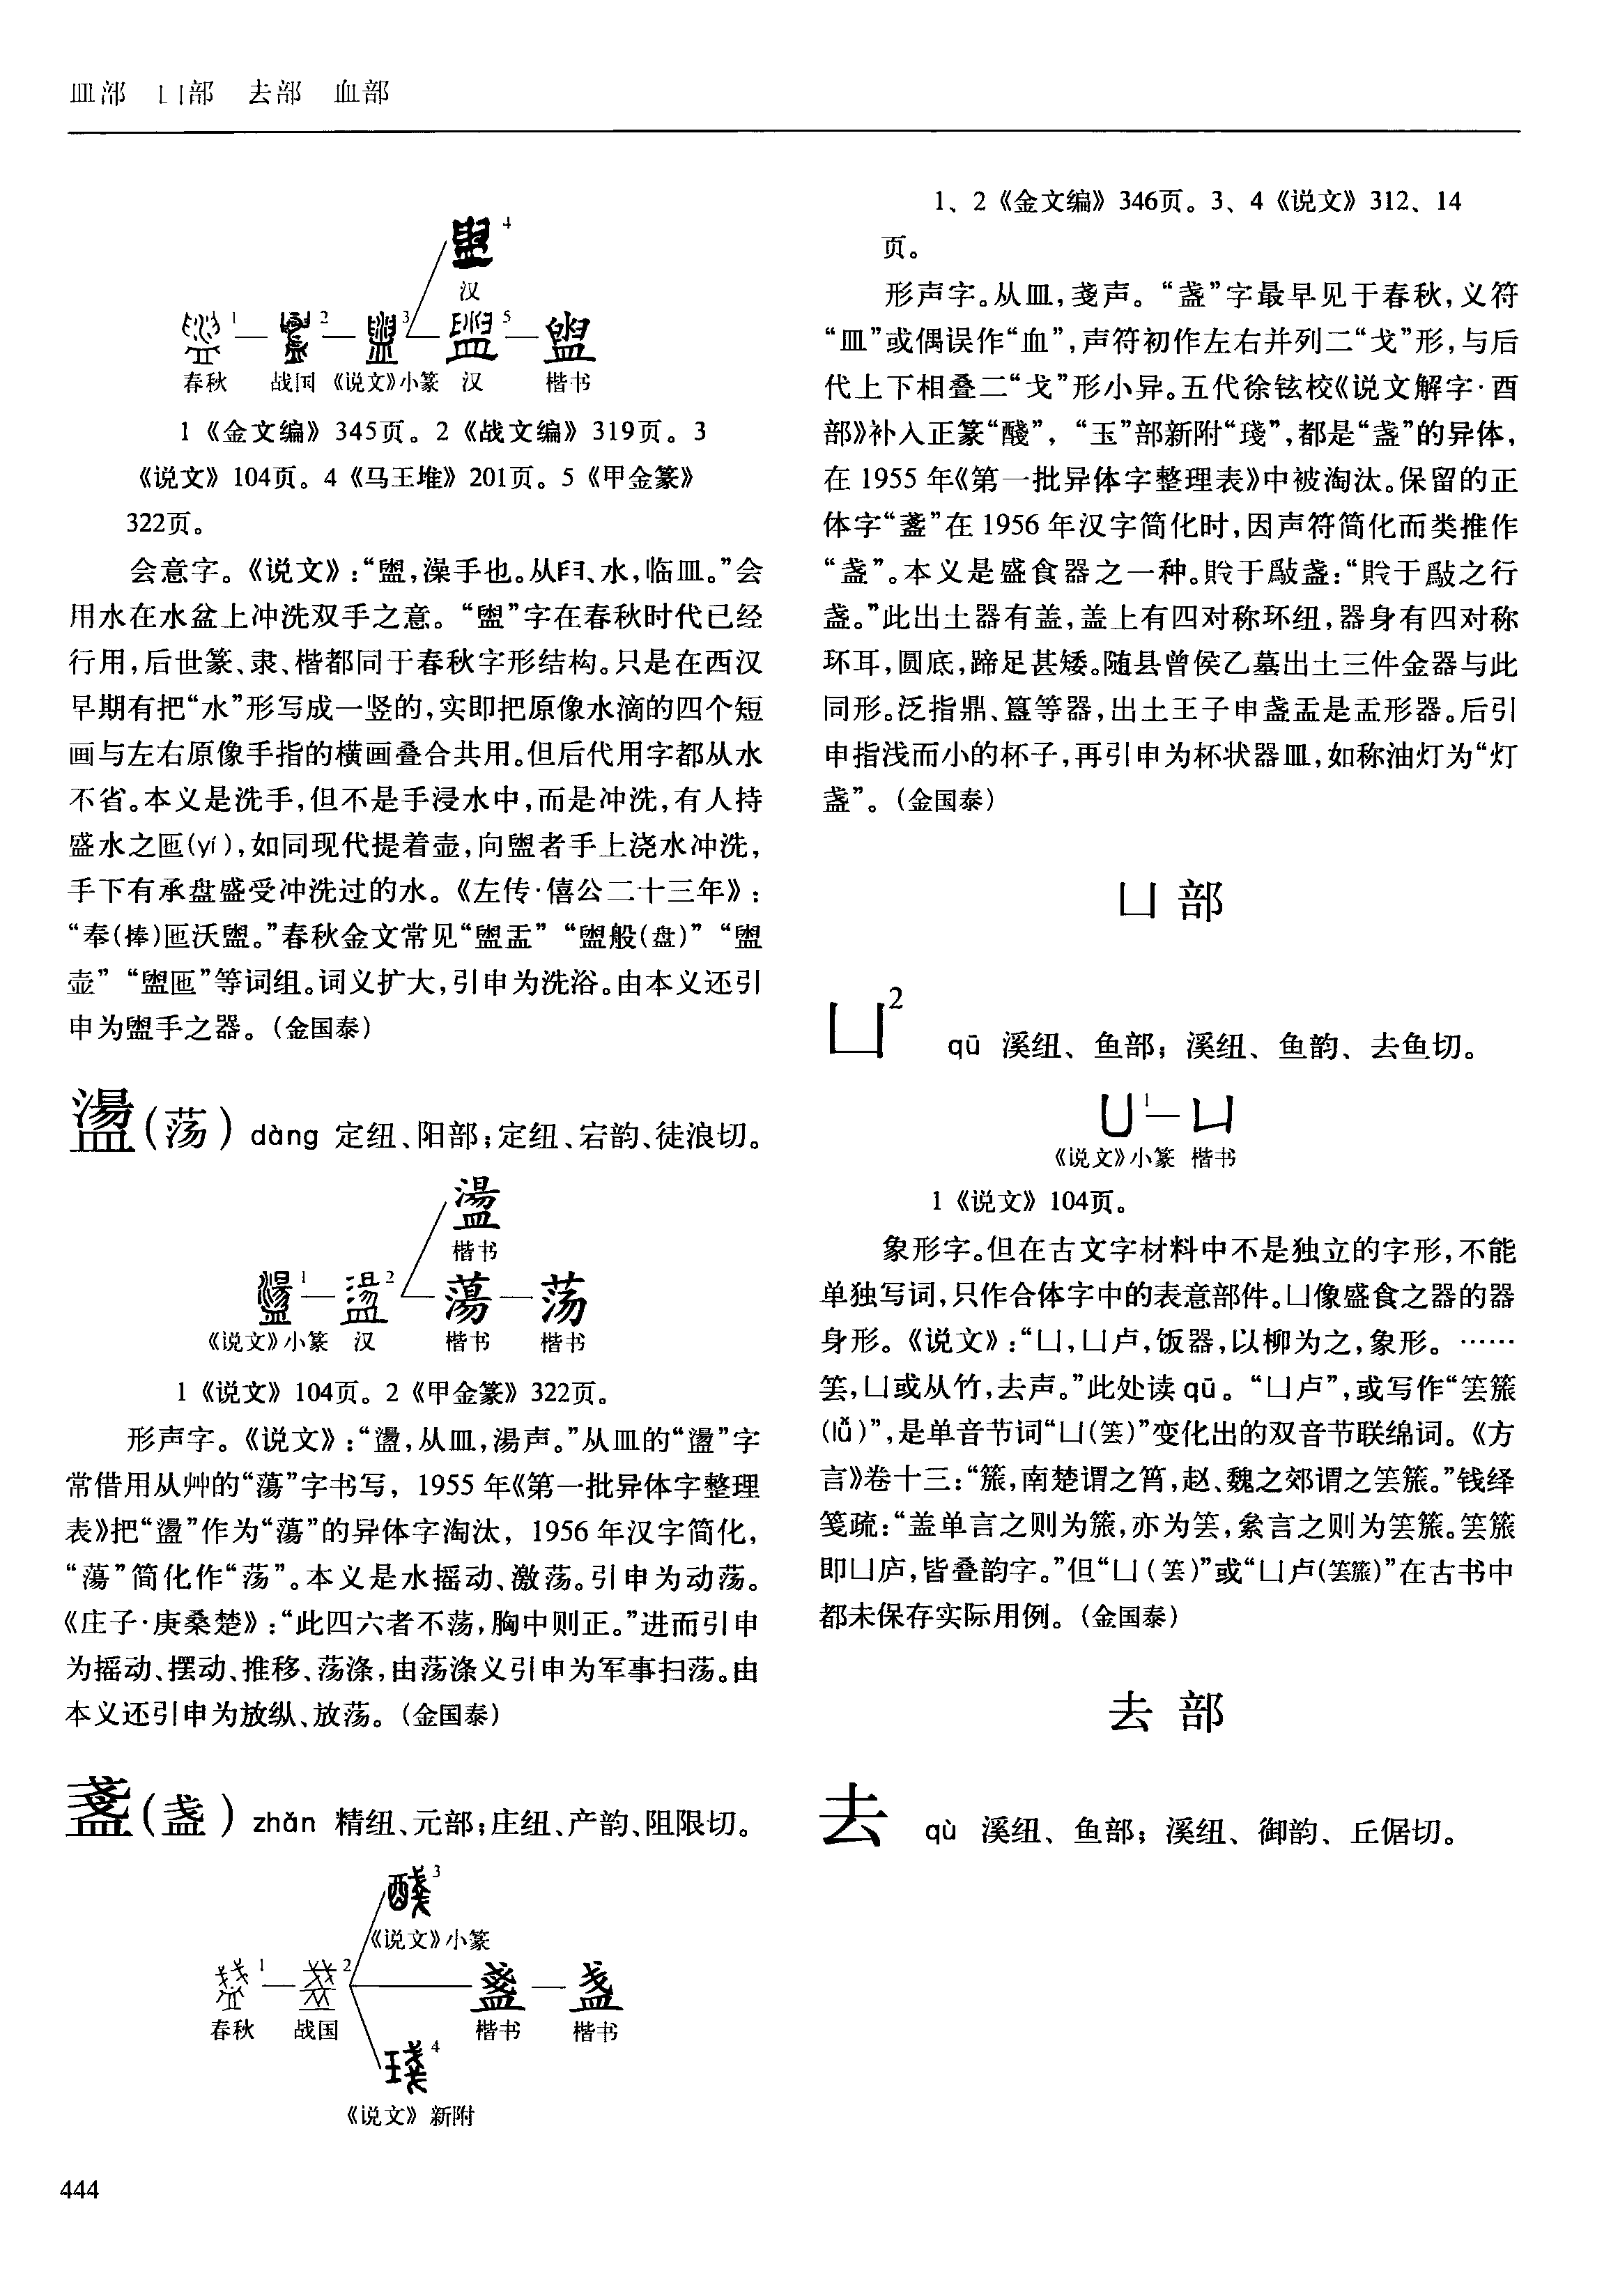 皿部 凵部 去部 血部
4
汉
1 2 3 5
盥
春秋 战国 《说文》小篆 汉 楷书
1《金文编》345页。2《战文编》319页。3
《说文》104页。4《马王堆》201页。5《甲金篆》
322页。
会意字。《说文》:“盥,澡手也。从𦥑、水,临皿。”会
用水在水盆上冲洗双手之意。“盥”字在春秋时代已经
行用,后世篆、隶、楷都同于春秋字形结构。只是在西汉
早期有把“水”形写成一竖的,实即把原像水滴的四个短
画与左右原像手指的横画叠合共用。但后代用字都从水
不省。本义是洗手,但不是手浸水中,而是冲洗,有人持
盛水之匜(yí),如同现代提着壶,向盥者手上浇水冲洗,
手下有承盘盛受冲洗过的水。《左传·僖公二十三年》:
“奉(捧)匜沃盥。”春秋金文常见“盥盂”“盥般(盘)”“盥
壶”“盥匜”等词组。词义扩大,引申为洗浴。由本义还引
申为盥手之器。(金国泰)
盪(荡) dàng 定纽、阳部;定纽、宕韵、徒浪切。
盪
楷书
1 2 蕩 荡
《说文》小篆 汉 楷书 楷书
1《说文》104页。2《甲金篆》322页。
形声字。《说文》:“盪,从皿,湯声。”从皿的“盪”字
常借用从艸的“蕩”字书写,1955年《第一批异体字整理
表》把“盪”作为“蕩”的异体字淘汰,1956年汉字简化,
“蕩”简化作“荡”。本义是水摇动、激荡。引申为动荡。
《庄子·庚桑楚》:“此四六者不荡,胸中则正。”进而引申
为摇动、摆动、推移、荡涤,由荡涤义引申为军事扫荡。由
本义还引申为放纵、放荡。(金国泰)
盞(盏) zhǎn 精纽、元部;庄纽、产韵、阻限切。
3
《说文》小篆
1 2 盞 盏
春秋 战国 楷书 楷书
4
《说文》新附
444
1、2《金文编》346页。3、4《说文》312、14
页。
形声字。从皿,戔声。“盏”字最早见于春秋,义符
“皿”或偶误作“血”,声符初作左右并列二“戈”形,与后
代上下相叠二“戈”形小异。五代徐铉校《说文解字·酉
部》补入正篆“醆”,“玉”部新附“琖”,都是“盏”的异体,
在1955年《第一批异体字整理表》中被淘汰。保留的正
体字“盞”在1956年汉字简化时,因声符简化而类推作
“盏”。本义是盛食器之一种。于盏:“于之行
盏。”此出土器有盖,盖上有四对称环纽,器身有四对称
环耳,圆底,蹄足甚矮。随县曾侯乙墓出土三件金器与此
同形。泛指鼎、簋等器,出土王子申盏盂是盂形器。后引
申指浅而小的杯子,再引申为杯状器皿,如称油灯为“灯
盏”。(金国泰)
凵部
凵2 qū 溪纽、鱼部;溪纽、鱼韵、去鱼切。
1 凵
《说文》小篆 楷书
1《说文》104页。
象形字。但在古文字材料中不是独立的字形,不能
单独写词,只作合体字中的表意部件。凵像盛食之器的器
身形。《说文》:“凵,凵卢,饭器,以柳为之,象形。……
笶,凵或从竹,去声。”此处读qū。“凵卢”,或写作“筶簇
(lǚ)”,是单音节词“凵(筶)”变化出的双音节联绵词。《方
言》卷十三:“簇,南楚谓之筲,赵、魏之郊谓之筶簇。”钱绎
笺疏:“盖单言之则为簇,亦为筶,絫言之则为筶簇。筶簇
即凵庐,皆叠韵字。”但“凵(筶)”或“凵卢(筶簇)”在古书中
都未保存实际用例。(金国泰)
去部
去 qù 溪纽、鱼部;溪纽、御韵、丘倨切。